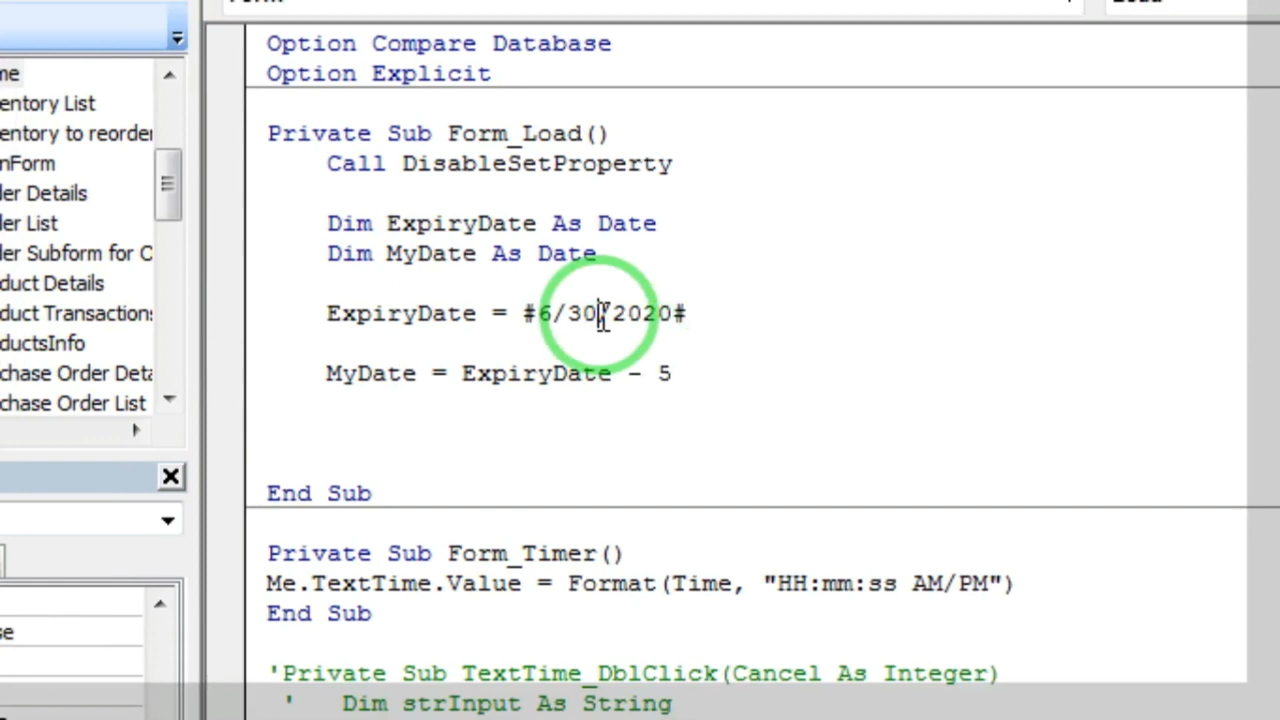 Option Compare Database
Option Explicit
Private Sub Form_Load()
Call DisableSetProperty
Dim ExpiryDate As Date
Dim MyDate As Date
ExpiryDate = #6/30/2020#
MyDate = ExpiryDate - 5
End Sub
Private Sub Form_Timer()
Me.TextTime.Value = Format(Time, "HH:mm:ss AM/PM")
End Sub
'Private Sub TextTime_DblClick(Cancel As Integer)
' Dim strInput As String
me
entory List
entory to reorder
nForm
ler Details
ler List
ler Subform for C
duct Details
duct Transactions
ductsInfo
chase Order Deta
chase Order List
se